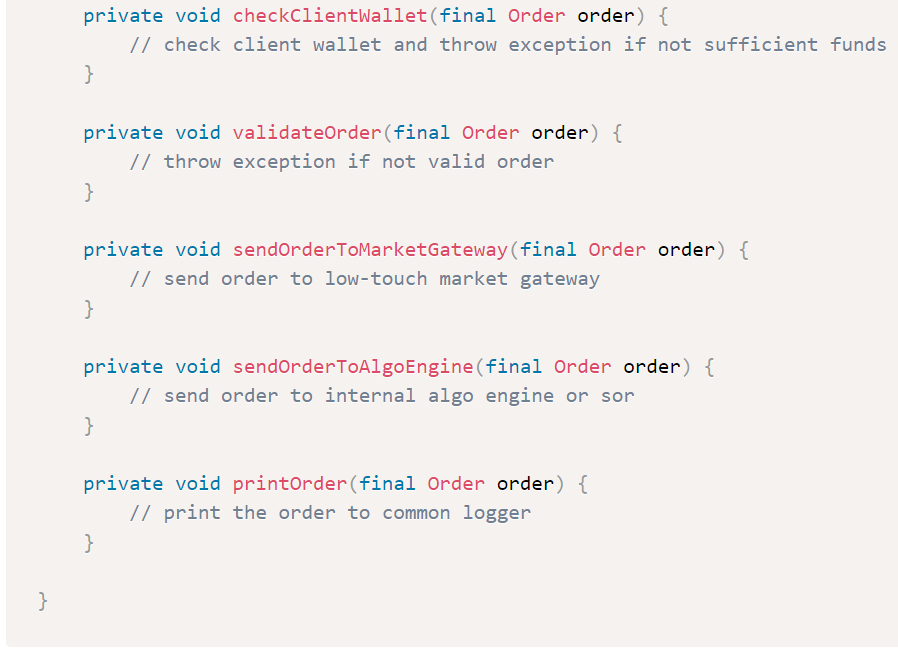 private void checkClientWallet(final Order order) {
// check client wallet and throw exception if not sufficient funds
}
private void validateOrder(final Order order) {
// throw exception if not valid order
}
private void sendOrderToMarketGateway(final Order order) {
// send order to low-touch market gateway
}
private void sendOrderToAlgoEngine(final Order order) {
// send order to internal algo engine or sor
}
private void printOrder(final Order order) {
// print the order to common logger
}
}